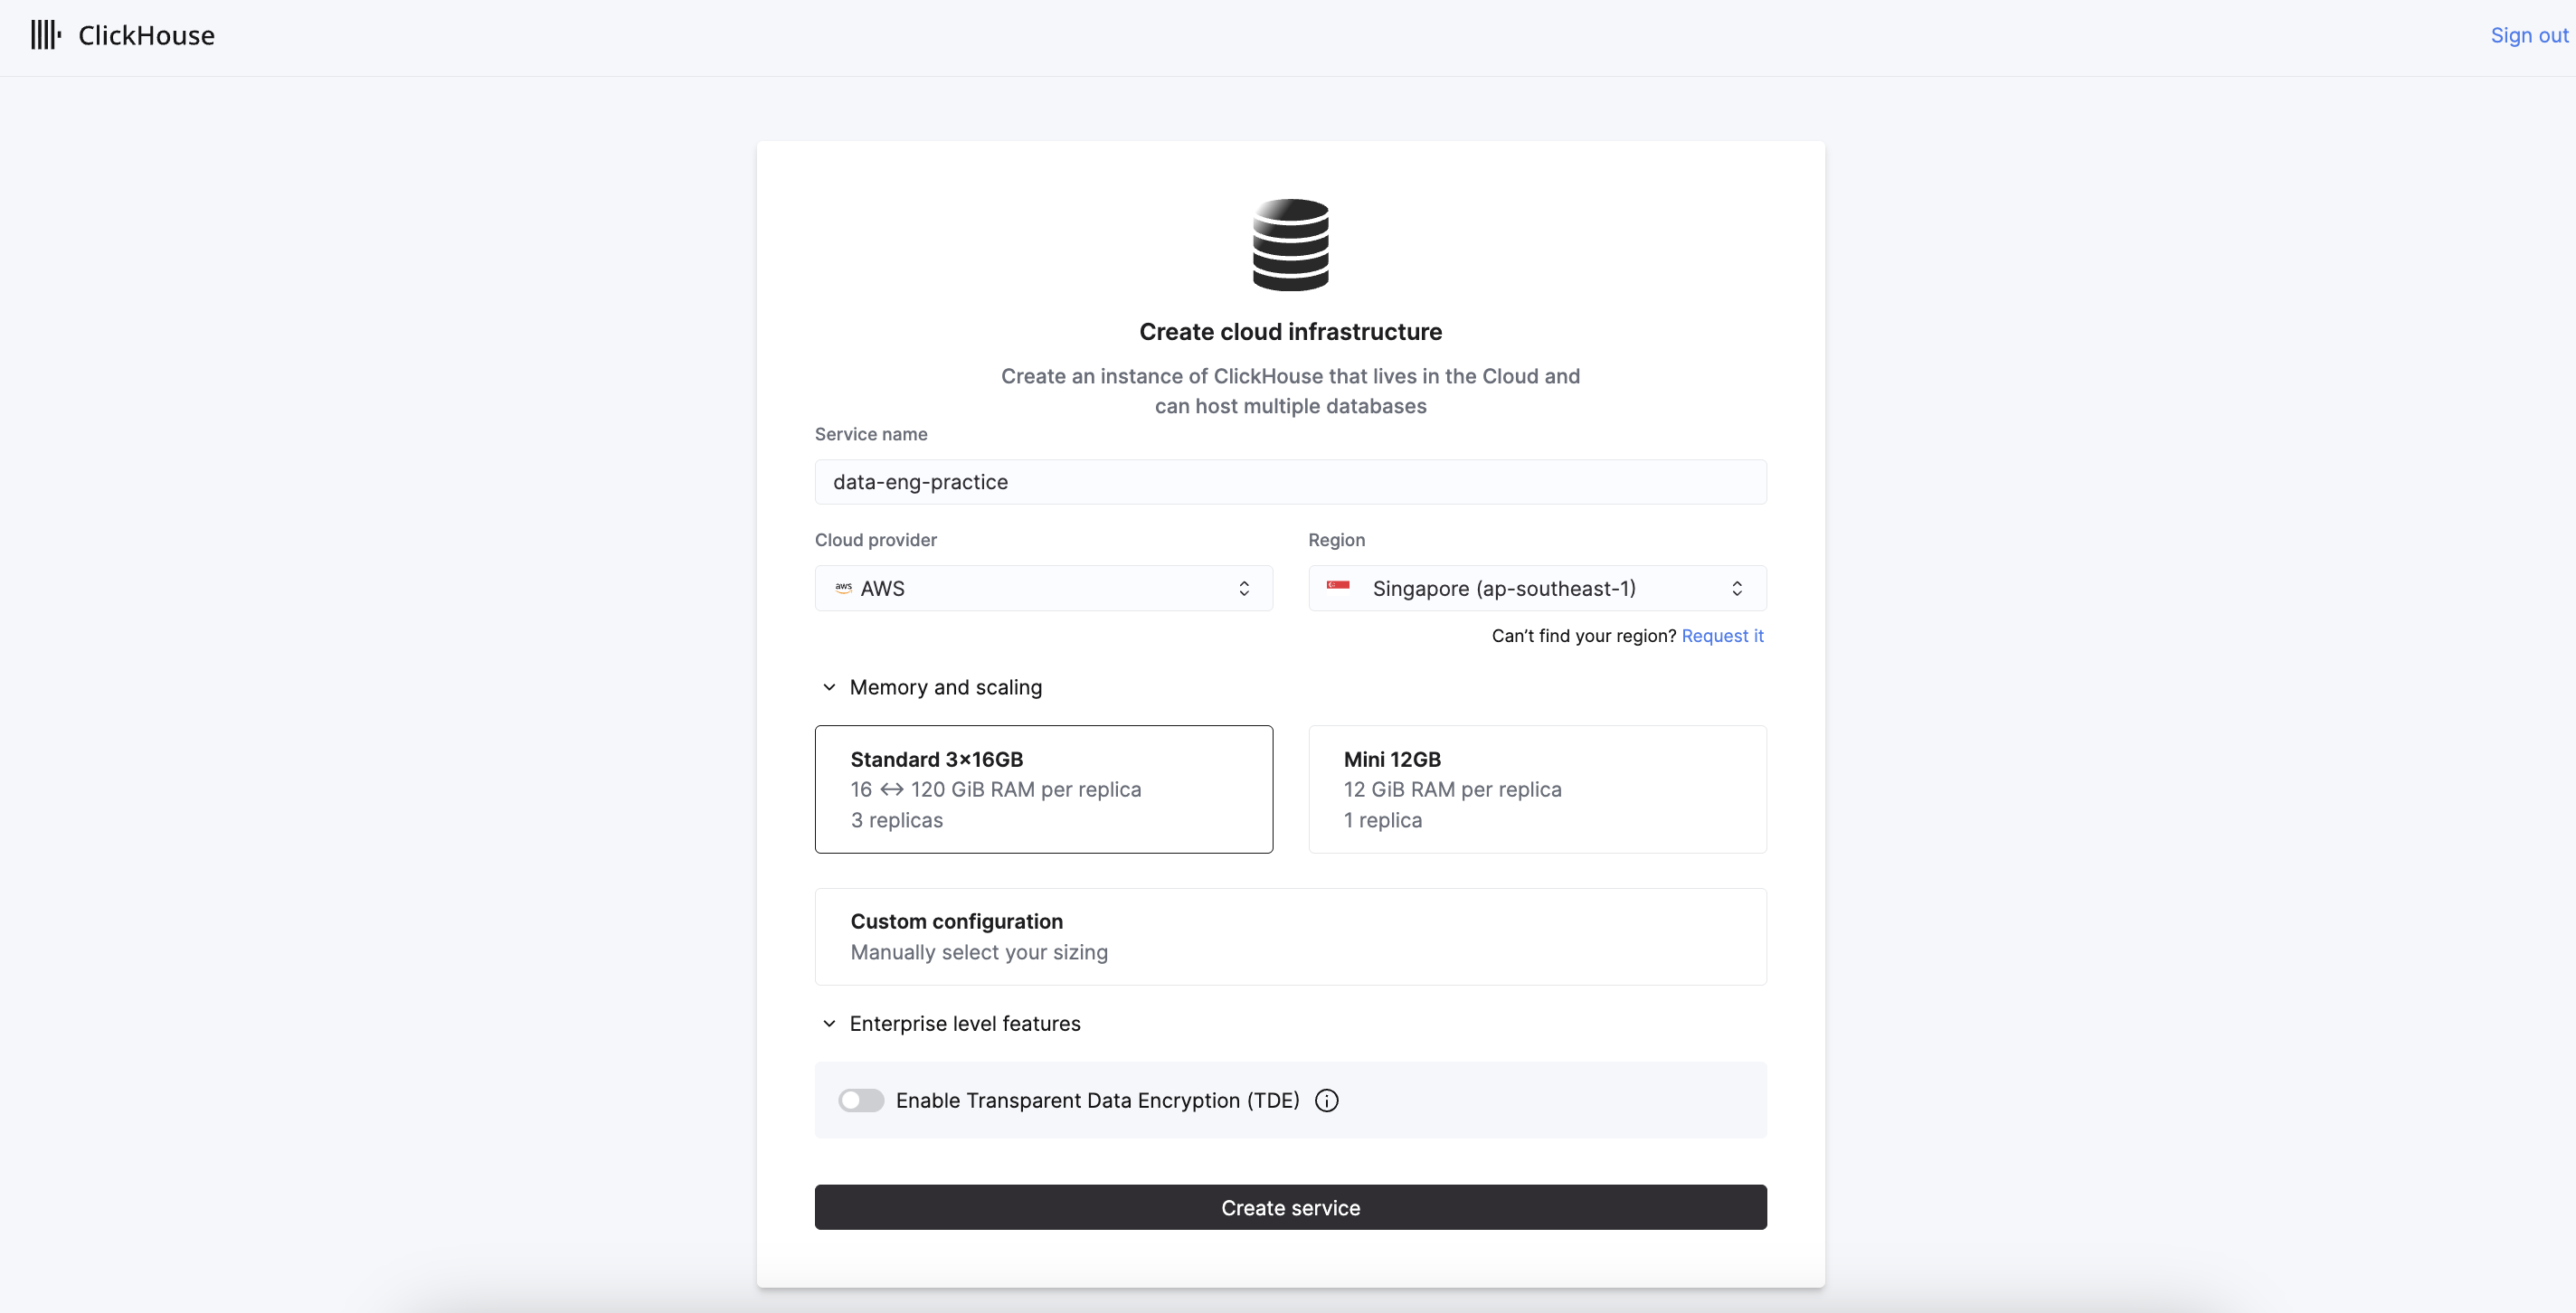 ClickHouse
Sign out
Create cloud infrastructure
Create an instance of ClickHouse that lives in the Cloud and
can host multiple databases
Service name
data-eng-practice
Cloud provider
Region
aws AWS
Singapore (ap-southeast-1)
Can't find your region? Request it
Memory and scaling
Standard 3×16GB
16 ↔ 120 GiB RAM per replica
3 replicas
Mini 12GB
12 GiB RAM per replica
1 replica
Custom configuration
Manually select your sizing
Enterprise level features
Enable Transparent Data Encryption (TDE)
Create service